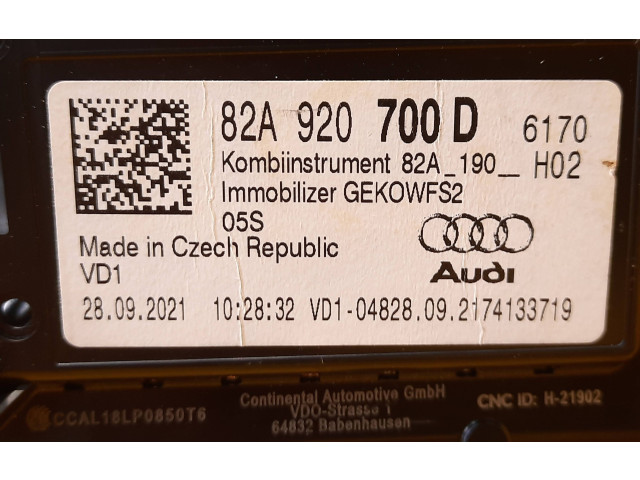 82A 920 700 D 6170
Kombiinstrument 82A_190__ H02
Immobilizer GEKOWFS2
05S
Made in Czech Republic
VD1
Audi
28.09.2021 10:28:32 VD1-04828.09.2174133719
CCAL18LP0850T6
Continental Automotive GmbH
VDO-Strasse 1
64832 Babenhausen
CNC ID: H-21902